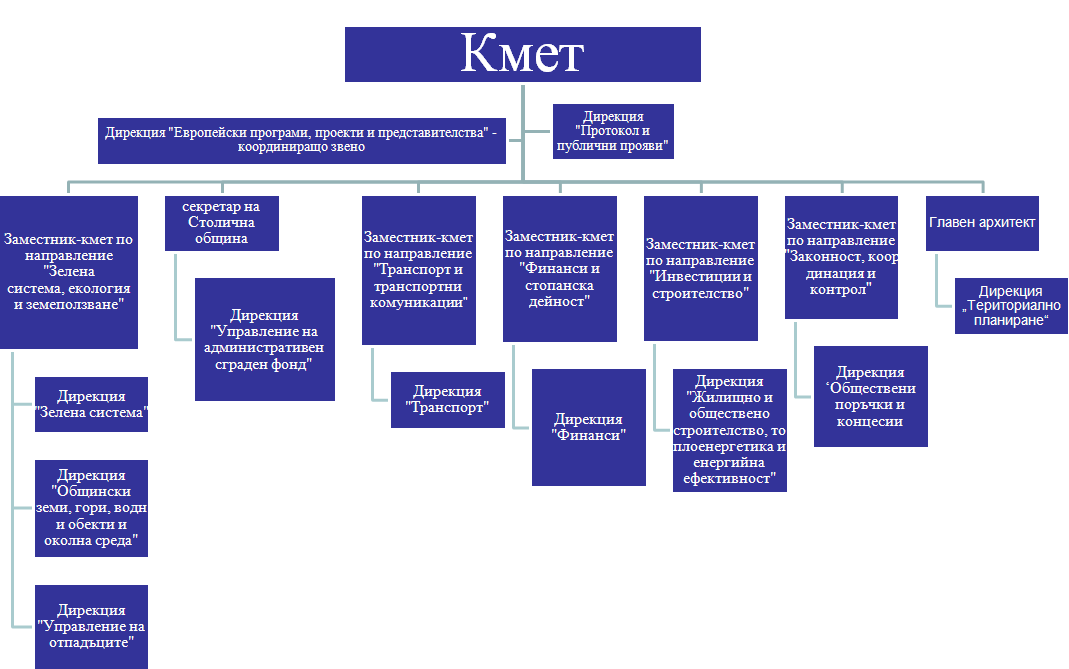 Кмет
Дирекция "Европейски програми, проекти и представителства" -
координиращо звено
Дирекция
"Протокол и
публични прояви"
Заместник-кмет по
направление
"Зелена
система, екология
и земеползване"
Дирекция
"Зелена система"
Дирекция
"Общински
земи, гори, водн
и обекти и
околна среда"
Дирекция
"Управление на
отпадъците"
секретар на
Столична
община
Дирекция
"Управление на
административен
сграден фонд"
Заместник-кмет
по направление
"Транспорт и
транспортни
комуникации"
Дирекция
"Транспорт"
Заместник-кмет
по направление
"Финанси и
стопанска
дейност"
Дирекция
"Финанси"
Заместник-кмет
по направление
"Инвестиции и
строителство"
Дирекция
"Жилищно и
обществено
строителство, то
плоенергетика и
енергийна
ефективност"
Заместник-кмет
по направление
"Законност, коор
динация и
контрол"
Дирекция
‘Обществени
поръчки и
концесии
Главен архитект
Дирекция
„Териториално
планиране“